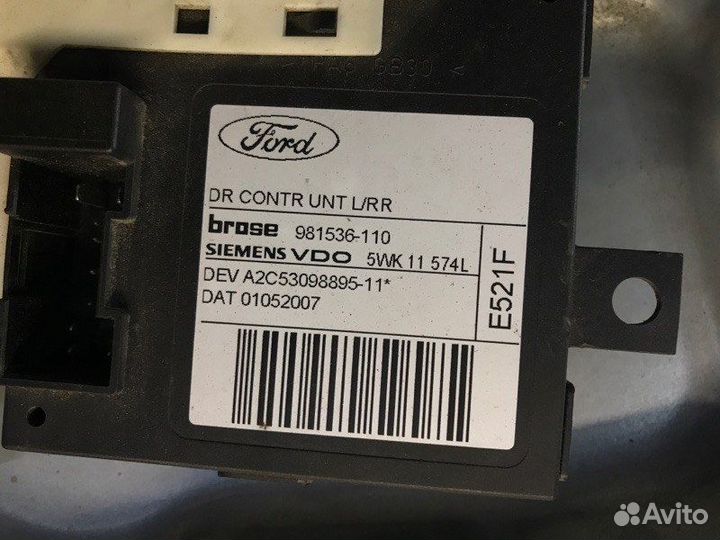 Ford
DR CONTR UNT L/RR
brose 981536-110
SIEMENS VDO 5WK 11 574L
DEV A2C53098895-11*
DAT 01052007
E521F
Avito